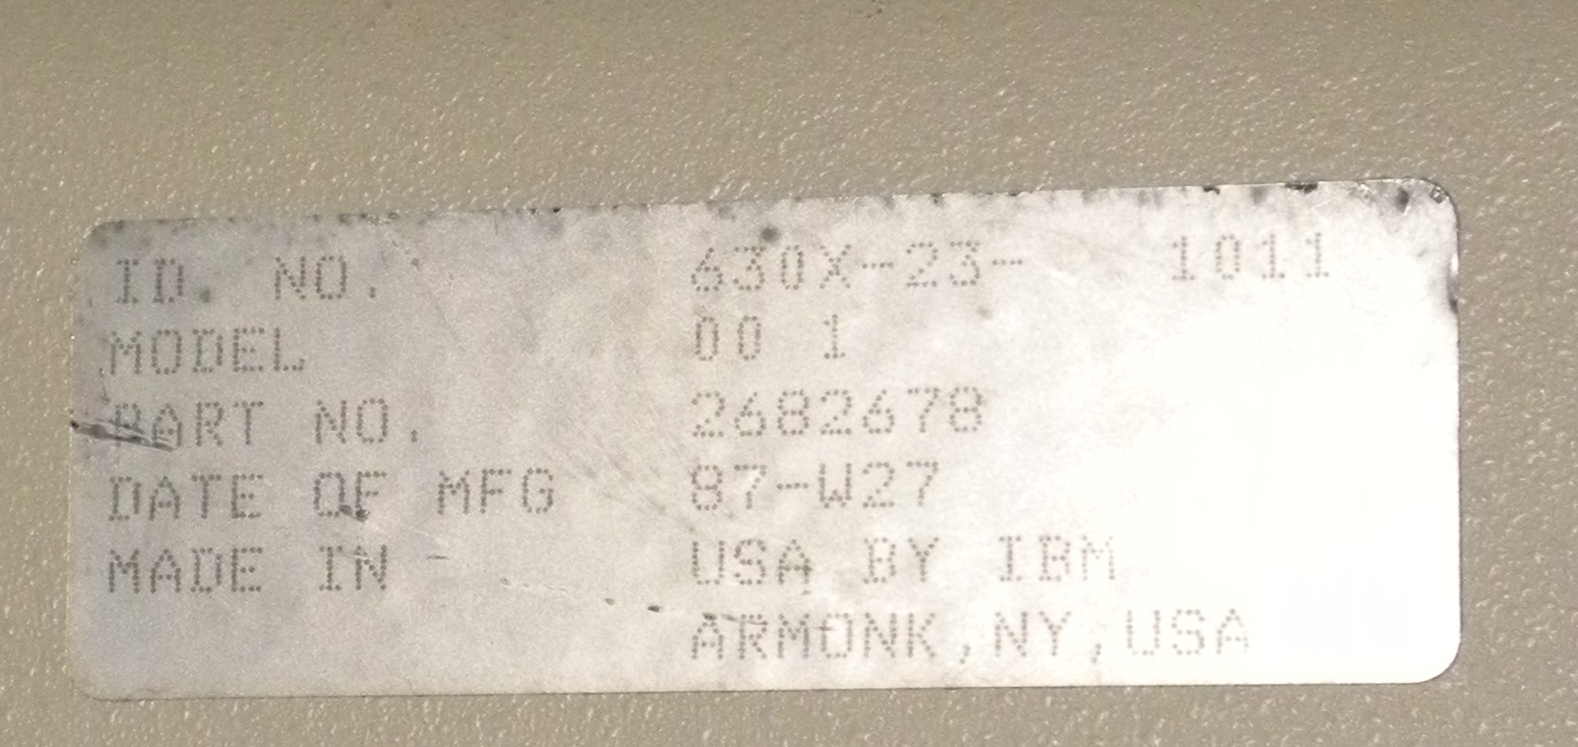 ID. NO. 630X-23- 1011
MODEL 00 1
PART NO. 2682678
DATE OF MFG 87-W27
MADE IN USA BY IBM
ARMONK,NY,USA